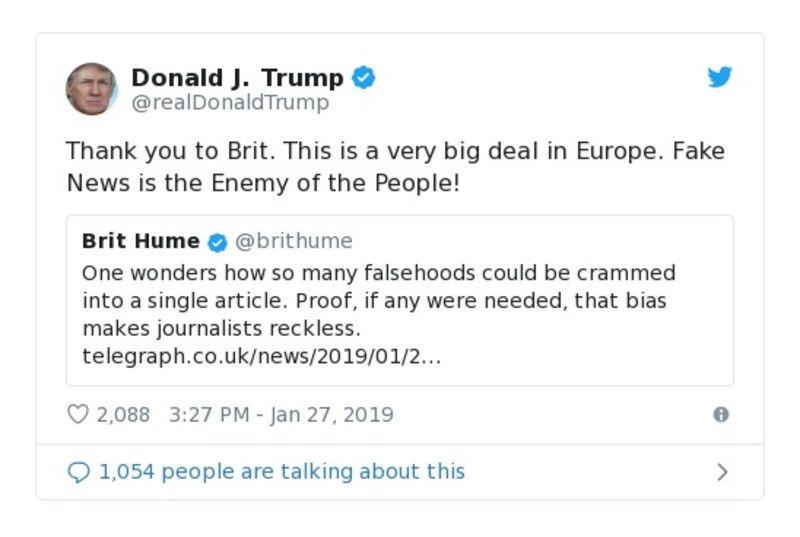 Donald J. Trump
@realDonaldTrump
Thank you to Brit. This is a very big deal in Europe. Fake
News is the Enemy of the People!
Brit Hume @brithume
One wonders how so many falsehoods could be crammed
into a single article. Proof, if any were needed, that bias
makes journalists reckless.
telegraph.co.uk/news/2019/01/2…
2,088 3:27 PM - Jan 27, 2019
1,054 people are talking about this